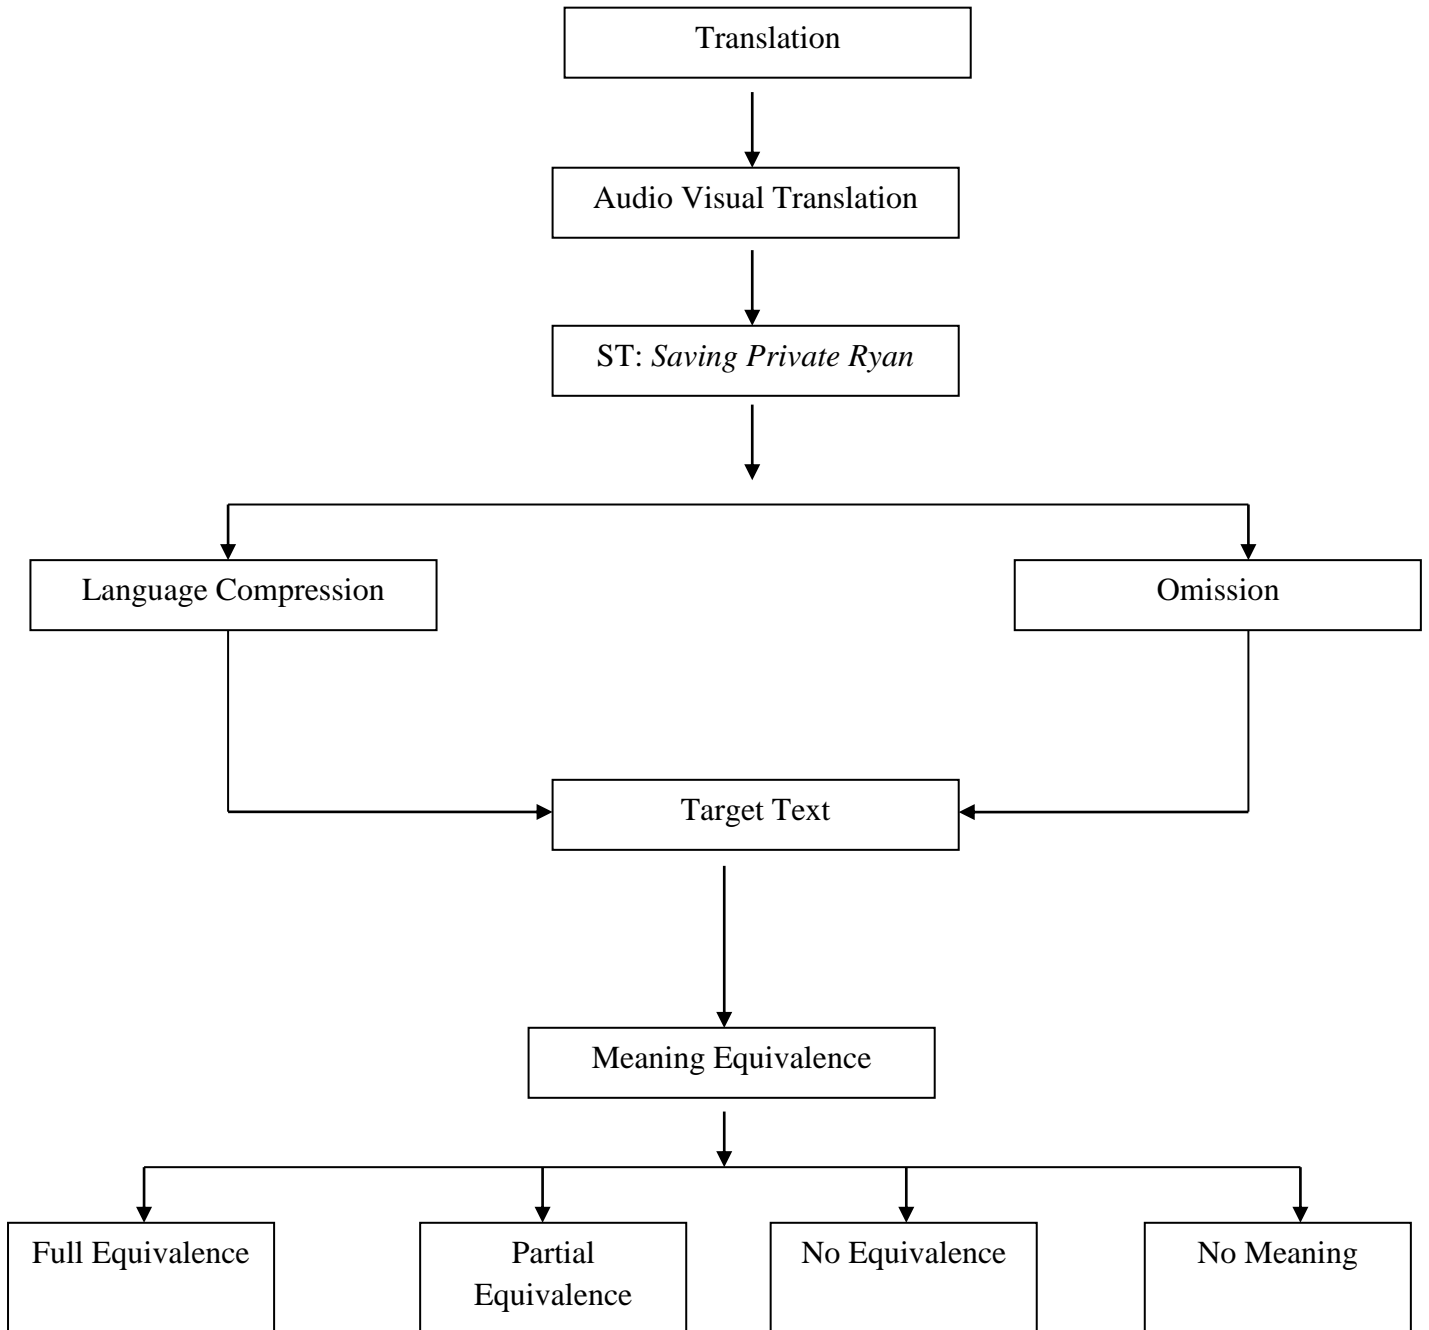 Translation
Audio Visual Translation
ST: Saving Private Ryan
Language Compression
Omission
Target Text
Meaning Equivalence
Full Equivalence
Partial
Equivalence
No Equivalence
No Meaning